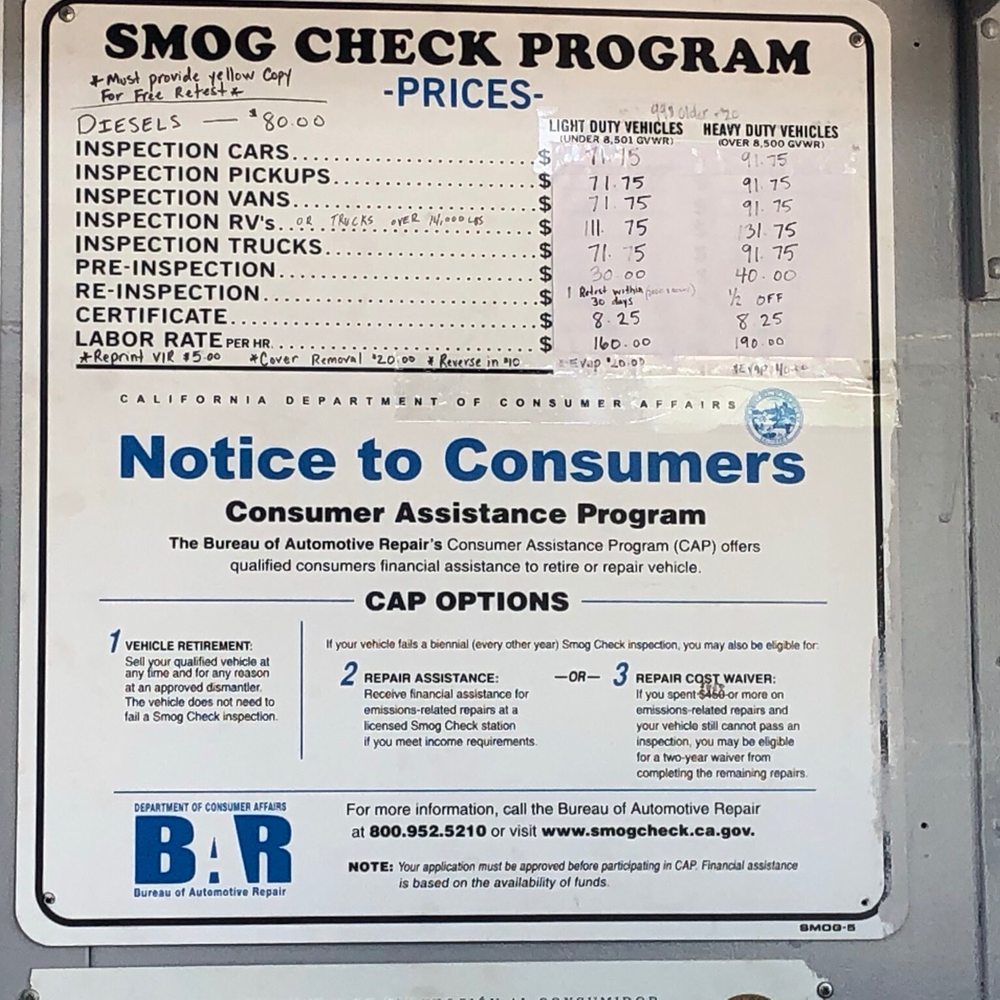 SMOG CHECK PROGRAM
* Must provide yellow Copy
For Free Retest *
-PRICES-
DIESELS — $80.00
LIGHT DUTY VEHICLES HEAVY DUTY VEHICLES
(UNDER 8,501 GVWR) (OVER 8,500 GVWR)
INSPECTION CARS $ 71.75 91.75
INSPECTION PICKUPS $ 71.75 91.75
INSPECTION VANS $ 71.75 91.75
INSPECTION RV's OR TRUCKS OVER 14,000 LBS $ 111.75 131.75
INSPECTION TRUCKS $ 71.75 91.75
PRE-INSPECTION $ 30.00 40.00
RE-INSPECTION $ 1 Retest within 30 days 1/2 OFF
CERTIFICATE $ 8.25 8.25
LABOR RATE PER HR. $ 160.00 190.00
*Reprint VIR $5.00 *Cover Removal $20.00 * Reverse in $10 *Evap $20.00 *Evap 40.00
CALIFORNIA DEPARTMENT OF CONSUMER AFFAIRS
Notice to Consumers
Consumer Assistance Program
The Bureau of Automotive Repair's Consumer Assistance Program (CAP) offers
qualified consumers financial assistance to retire or repair vehicle.
CAP OPTIONS
1 VEHICLE RETIREMENT:
Sell your qualified vehicle at
any time and for any reason
at an approved dismantler.
The vehicle does not need to
fail a Smog Check inspection.
If your vehicle fails a biennial (every other year) Smog Check inspection, you may also be eligible for:
2 REPAIR ASSISTANCE:
Receive financial assistance for
emissions-related repairs at a
licensed Smog Check station
if you meet income requirements.
—OR—
3 REPAIR COST WAIVER:
If you spent $450 or more on
emissions-related repairs and
your vehicle still cannot pass an
inspection, you may be eligible
for a two-year waiver from
completing the remaining repairs.
DEPARTMENT OF CONSUMER AFFAIRS
BAR
Bureau of Automotive Repair
For more information, call the Bureau of Automotive Repair
at 800.952.5210 or visit www.smogcheck.ca.gov.
NOTE: Your application must be approved before participating in CAP. Financial assistance
is based on the availability of funds.
SMOG-5